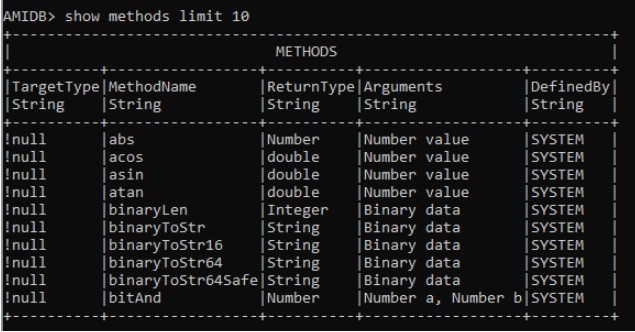 AMIDB> show methods limit 10
+----------------------------------------------------------------------+
|                               METHODS                                |
+----------+----------------+----------+------------------+---------+
|TargetType|MethodName      |ReturnType|Arguments         |DefinedBy|
|String    |String          |String    |String            |String   |
+----------+----------------+----------+------------------+---------+
!null      |abs             |Number    |Number value      |SYSTEM   |
!null      |acos            |double    |Number value      |SYSTEM   |
!null      |asin            |double    |Number value      |SYSTEM   |
!null      |atan            |double    |Number value      |SYSTEM   |
!null      |binaryLen       |Integer   |Binary data       |SYSTEM   |
!null      |binaryToStr     |String    |Binary data       |SYSTEM   |
!null      |binaryToStr16   |String    |Binary data       |SYSTEM   |
!null      |binaryToStr64   |String    |Binary data       |SYSTEM   |
!null      |binaryToStr64Safe|String    |Binary data       |SYSTEM   |
!null      |bitAnd          |Number    |Number a, Number b|SYSTEM   |
+----------+----------------+----------+------------------+---------+